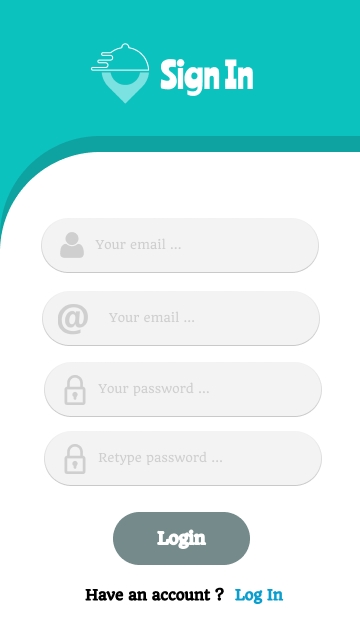 Sign In
Your email ...
@ Your email ...
Your password ...
Retype password ...
Login
Have an account ? Log In